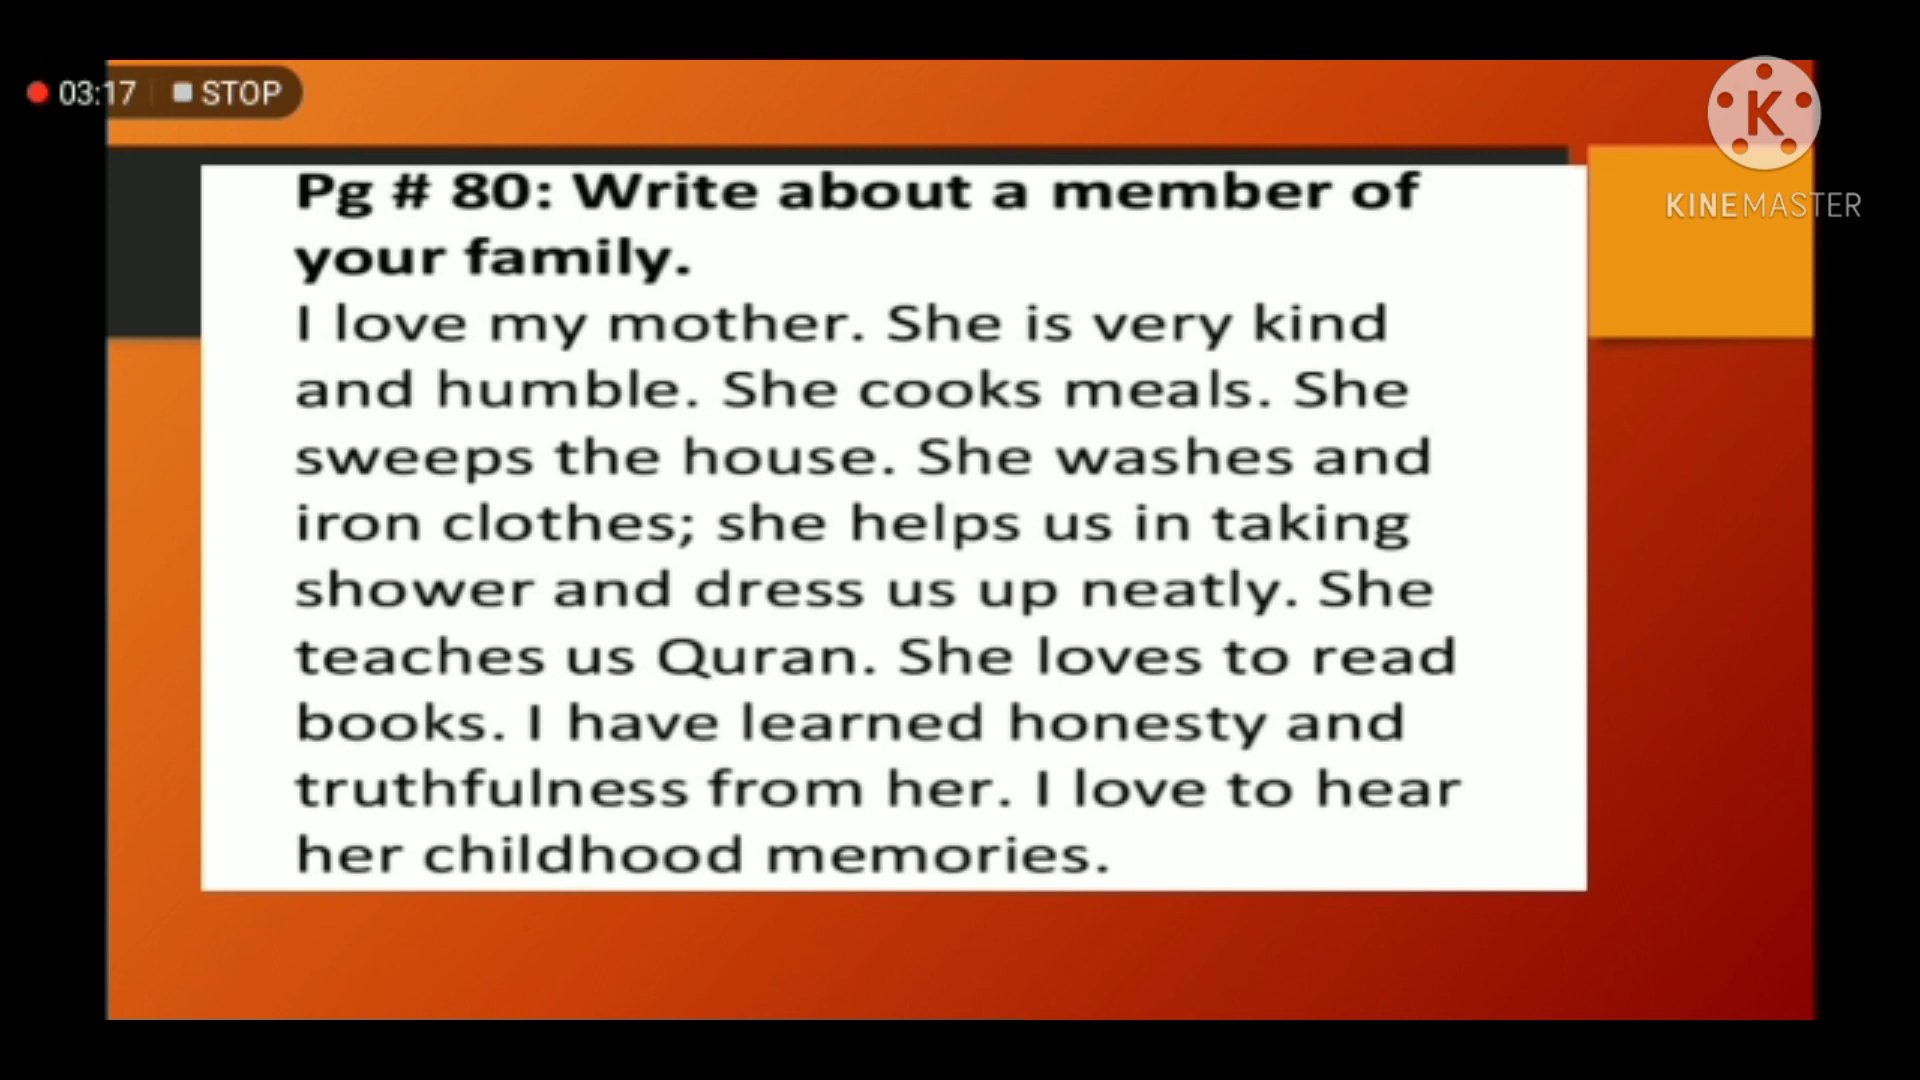 03:17 STOP
KINEMASTER
Pg # 80: Write about a member of
your family.
I love my mother. She is very kind
and humble. She cooks meals. She
sweeps the house. She washes and
iron clothes; she helps us in taking
shower and dress us up neatly. She
teaches us Quran. She loves to read
books. I have learned honesty and
truthfulness from her. I love to hear
her childhood memories.